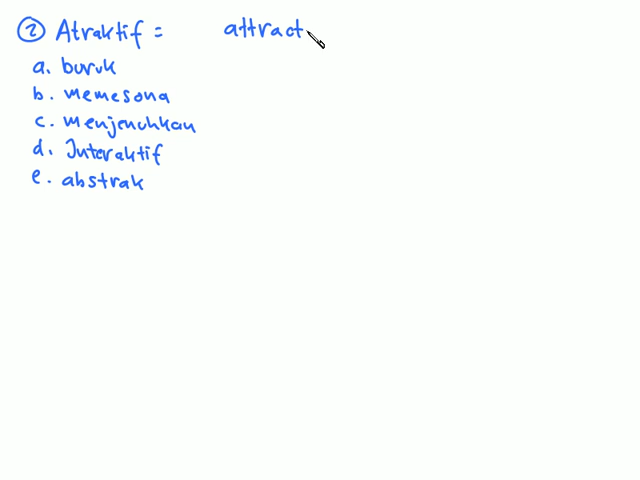 ② Atraktif = attract
a. buruk
b. memesona
c. menjenuhkan
d. Interaktif
e. abstrak